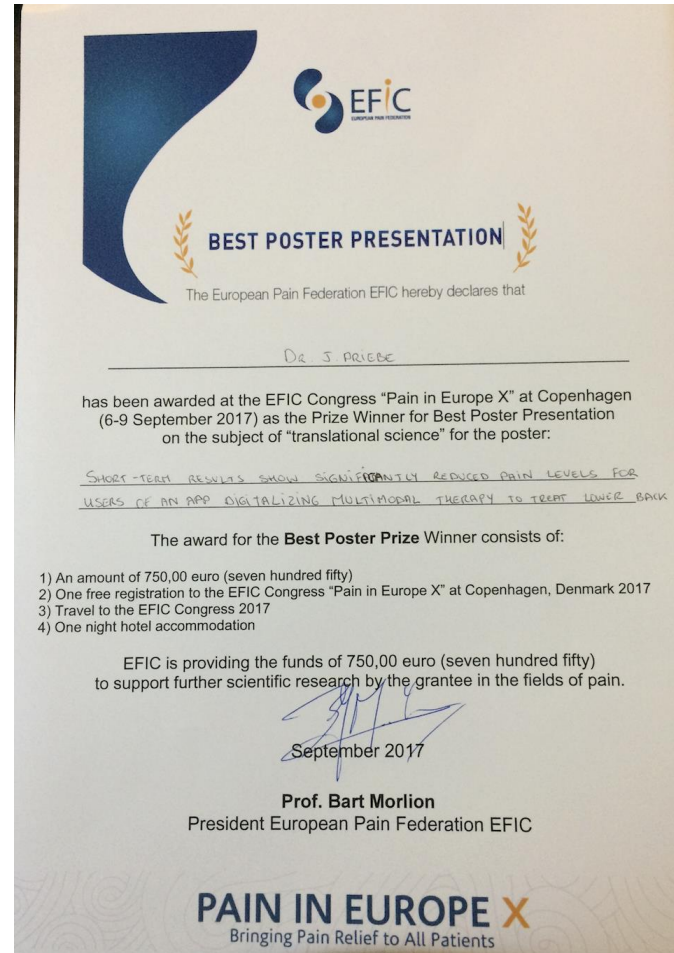 EFIC
EUROPEAN PAIN FEDERATION
BEST POSTER PRESENTATION
The European Pain Federation EFIC hereby declares that
DR J. PRIEBE
has been awarded at the EFIC Congress “Pain in Europe X” at Copenhagen
(6-9 September 2017) as the Prize Winner for Best Poster Presentation
on the subject of “translational science” for the poster:
SHORT-TERM RESULTS SHOW SIGNIFICANTLY REDUCED PAIN LEVELS FOR
USERS OF AN APP DIGITALIZING MULTIMODAL THERAPY TO TREAT LOWER BACK
The award for the Best Poster Prize Winner consists of:
1) An amount of 750,00 euro (seven hundred fifty)
2) One free registration to the EFIC Congress “Pain in Europe X” at Copenhagen, Denmark 2017
3) Travel to the EFIC Congress 2017
4) One night hotel accommodation
EFIC is providing the funds of 750,00 euro (seven hundred fifty)
to support further scientific research by the grantee in the fields of pain.
September 2017
Prof. Bart Morlion
President European Pain Federation EFIC
PAIN IN EUROPE X
Bringing Pain Relief to All Patients